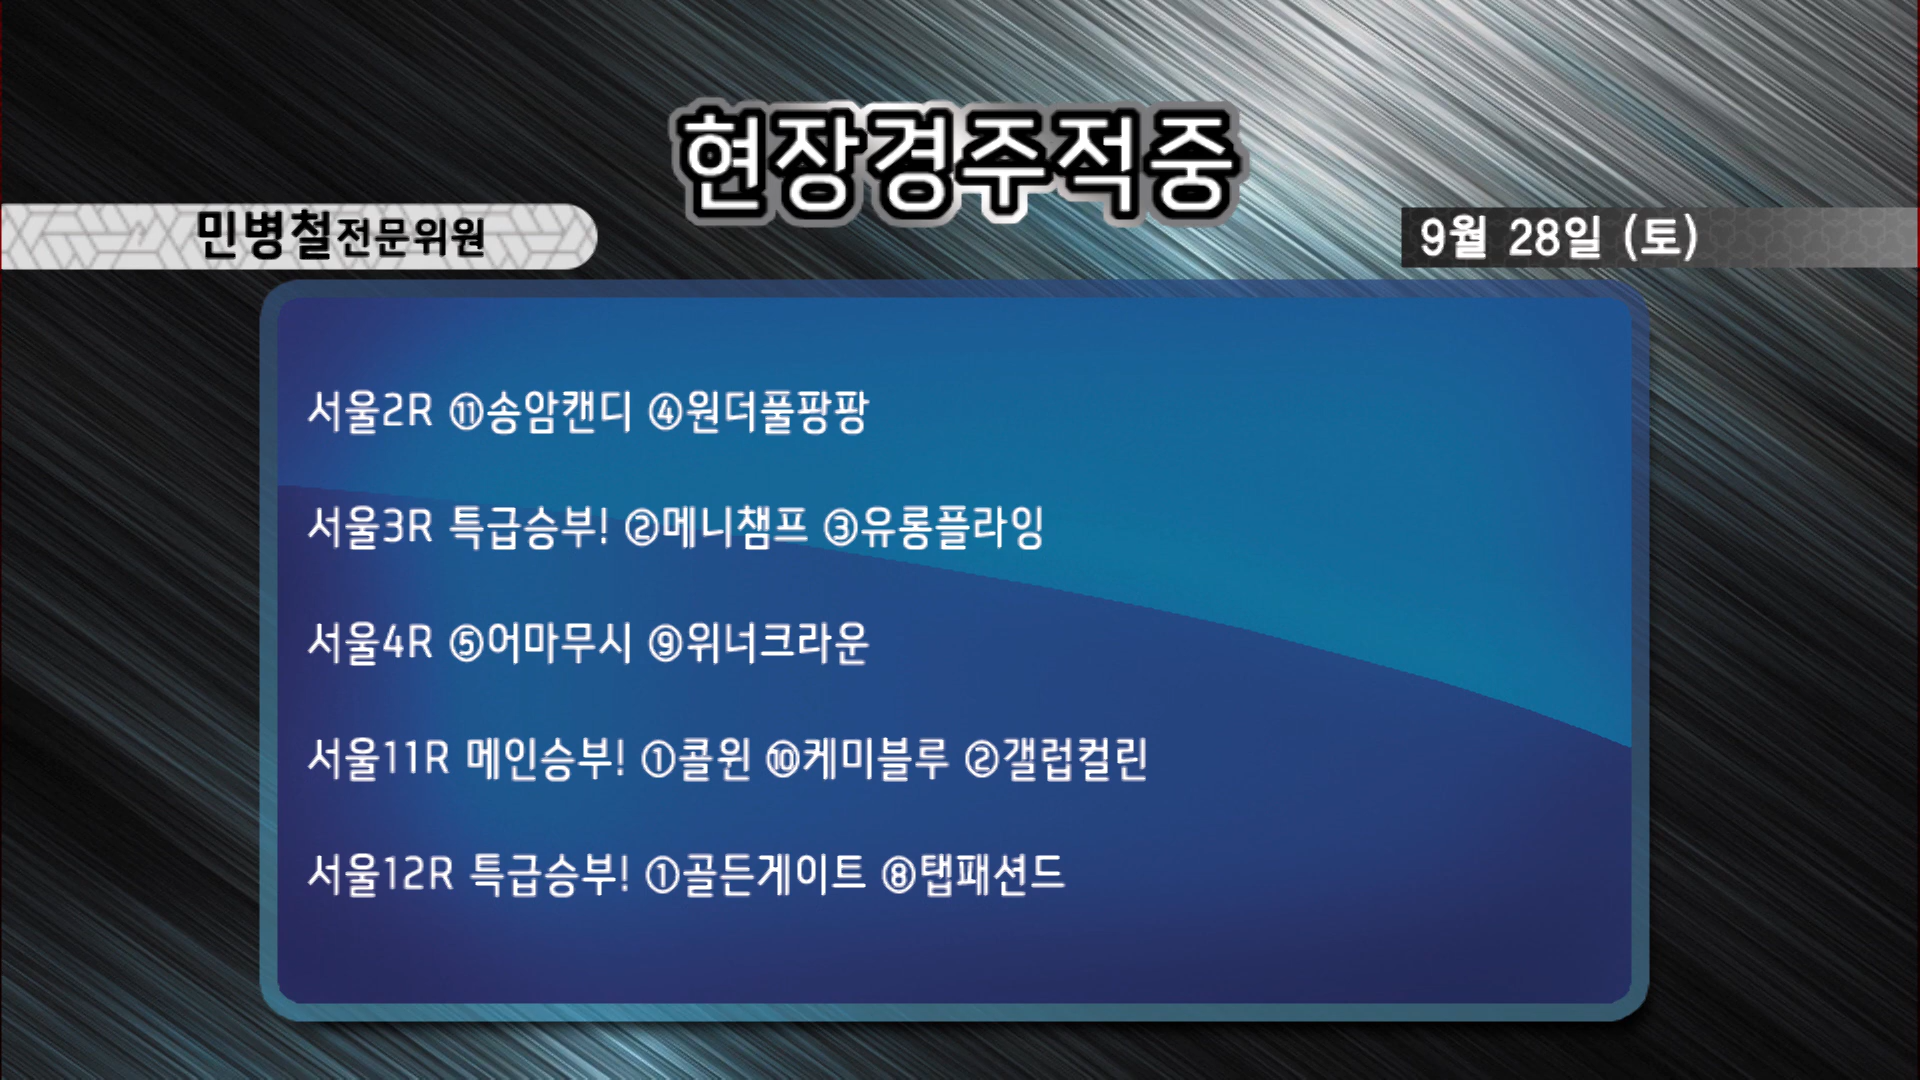 현장경주적중
민병철전문위원
9월 28일 (토)
서울2R ⑪송암캔디 ④원더풀팡팡
서울3R 특급승부! ②메니챔프 ③유롱플라잉
서울4R ⑤어마무시 ⑨위너크라운
서울11R 메인승부! ①콜윈 ⑩케미블루 ②갤럽컬린
서울12R 특급승부! ①골든게이트 ⑧탭패션드